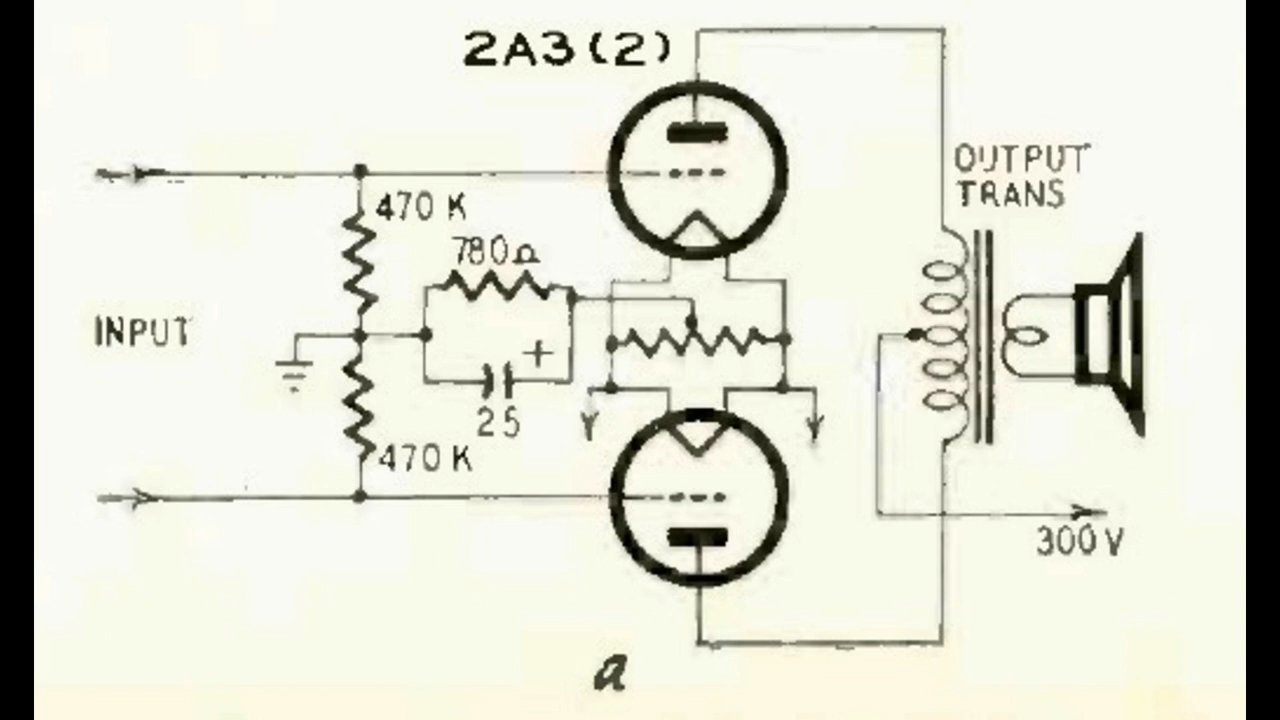 2A3 (2)
OUTPUT
TRANS
470 K
780Ω
INPUT
+
25
470 K
300 V
a